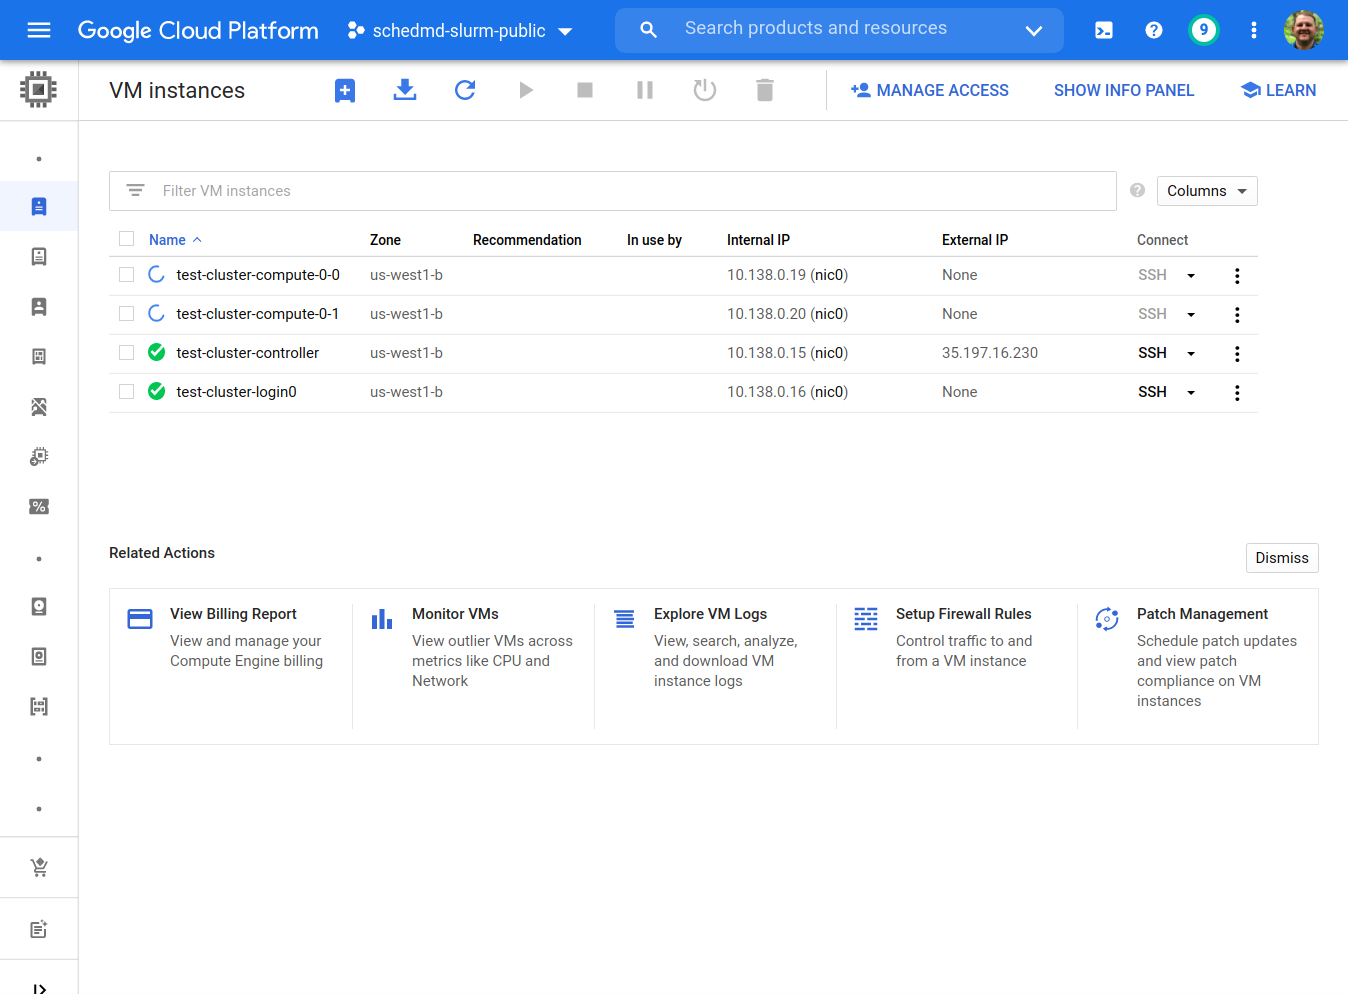 Google Cloud Platform schedmd-slurm-public Search products and resources 9
VM instances MANAGE ACCESS SHOW INFO PANEL LEARN
Filter VM instances Columns
Name Zone Recommendation In use by Internal IP External IP Connect
test-cluster-compute-0-0 us-west1-b 10.138.0.19 (nic0) None SSH
test-cluster-compute-0-1 us-west1-b 10.138.0.20 (nic0) None SSH
test-cluster-controller us-west1-b 10.138.0.15 (nic0) 35.197.16.230 SSH
test-cluster-login0 us-west1-b 10.138.0.16 (nic0) None SSH
Related Actions Dismiss
View Billing Report
View and manage your
Compute Engine billing
Monitor VMs
View outlier VMs across
metrics like CPU and
Network
Explore VM Logs
View, search, analyze,
and download VM
instance logs
Setup Firewall Rules
Control traffic to and
from a VM instance
Patch Management
Schedule patch updates
and view patch
compliance on VM
instances